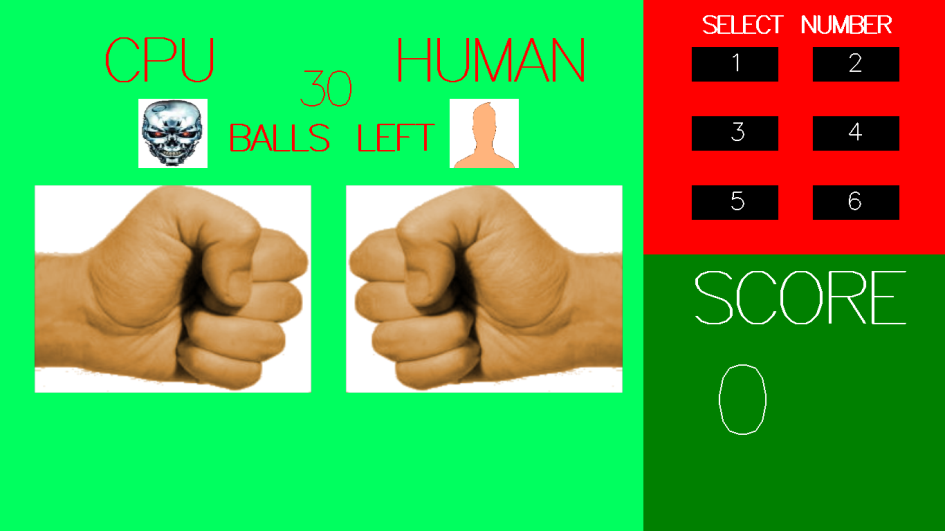 CPU
HUMAN
30
BALLS LEFT
SELECT NUMBER
1 2
3 4
5 6
SCORE
0